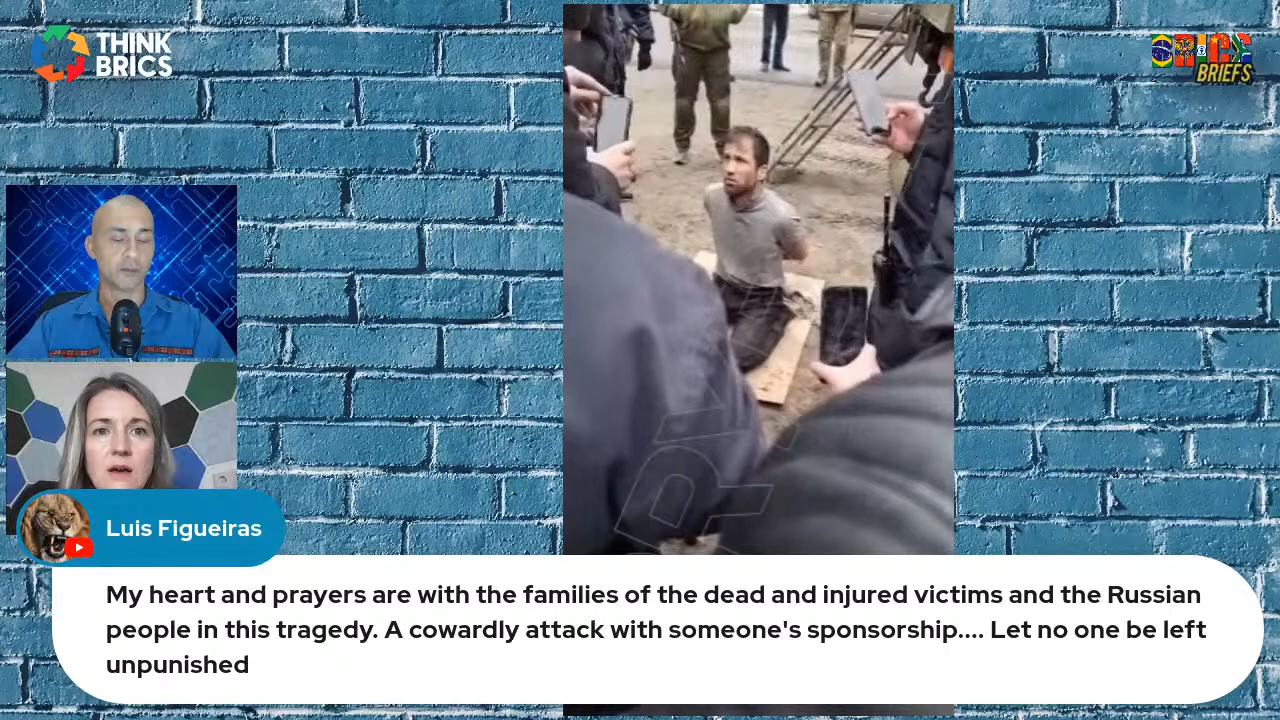 THINK
BRICS
BRICS
BRIEFS
Luis Figueiras
My heart and prayers are with the families of the dead and injured victims and the Russian
people in this tragedy. A cowardly attack with someone's sponsorship.... Let no one be left
unpunished